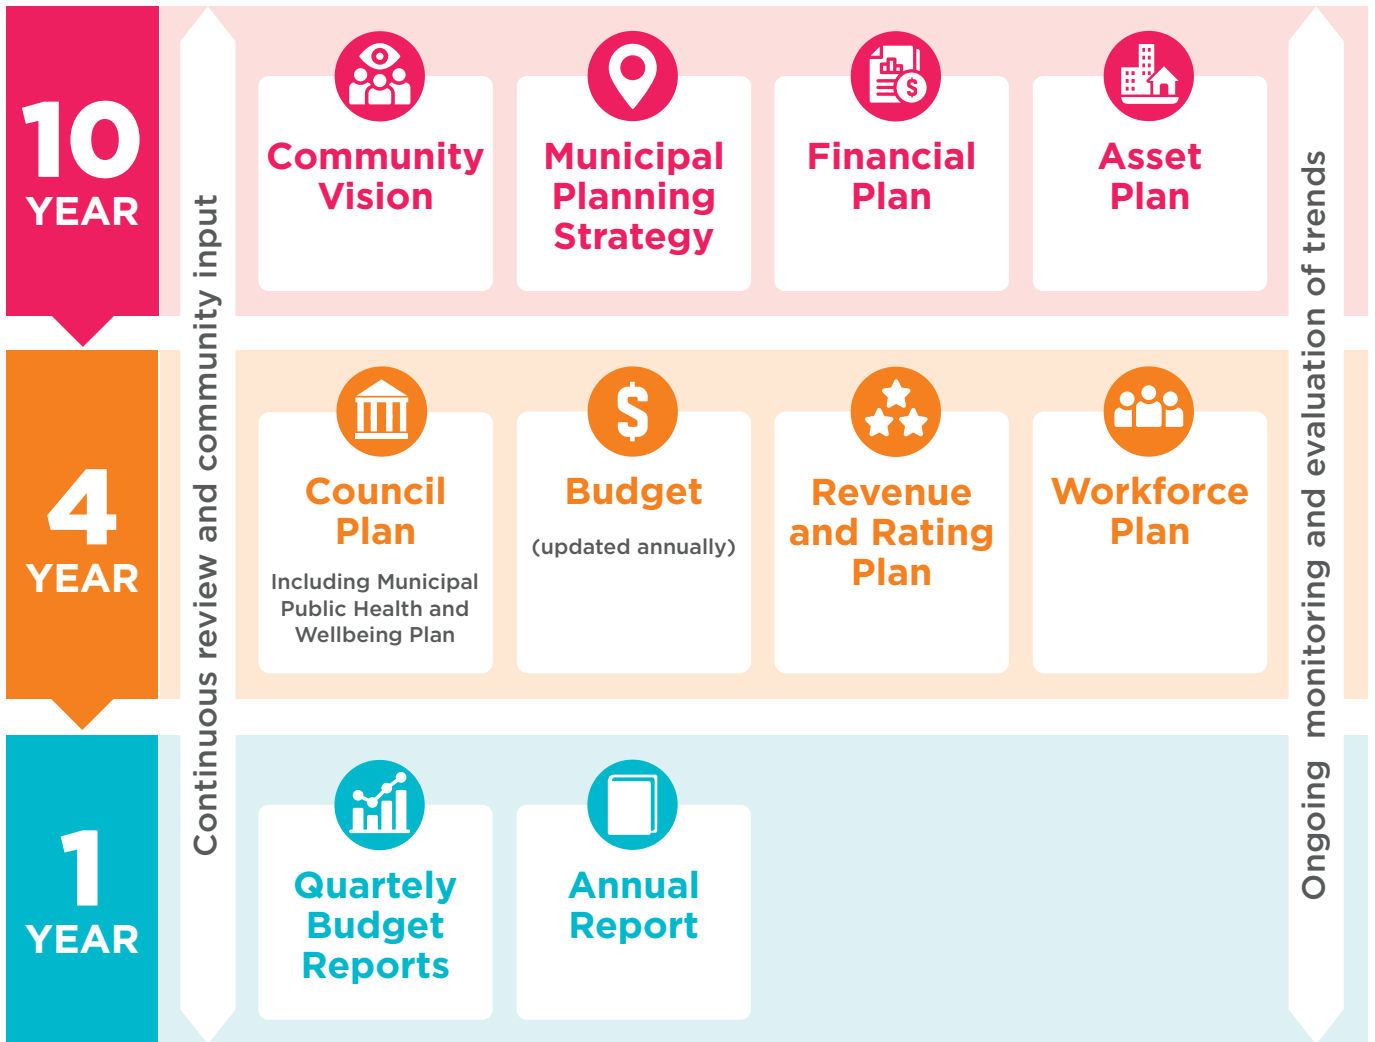 10
YEAR
Community
Vision
Municipal
Planning
Strategy
Financial
Plan
Asset
Plan
Continuous review and community input
Ongoing monitoring and evaluation of trends
4
YEAR
Council
Plan
Including Municipal
Public Health and
Wellbeing Plan
$
Budget
(updated annually)
Revenue
and Rating
Plan
Workforce
Plan
1
YEAR
Quartely
Budget
Reports
Annual
Report